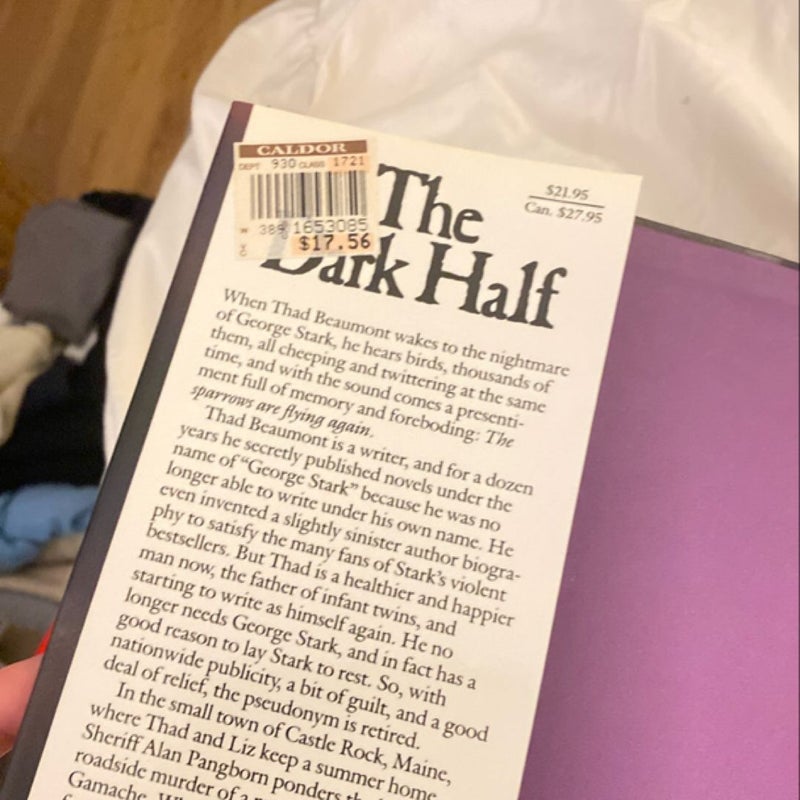 CALDOR
DEPT 930 CLASS 1721
W 389 1653085
$17.56
$21.95
Can. $27.95
The
Dark Half
When Thad Beaumont wakes to the nightmare
of George Stark, he hears birds, thousands of
them, all cheeping and twittering at the same
time, and with the sound comes a presenti-
ment full of memory and foreboding: The
sparrows are flying again.
Thad Beaumont is a writer, and for a dozen
years he secretly published novels under the
name of "George Stark" because he was no
longer able to write under his own name. He
even invented a slightly sinister author biogra-
phy to satisfy the many fans of Stark's violent
bestsellers. But Thad is a healthier and happier
man now, the father of infant twins, and
starting to write as himself again. He no
longer needs George Stark, and in fact has a
good reason to lay Stark to rest. So, with
nationwide publicity, a bit of guilt, and a good
deal of relief, the pseudonym is retired.
In the small town of Castle Rock, Maine,
where Thad and Liz keep a summer home,
Sheriff Alan Pangborn ponders
roadside murder of a
Gamache.